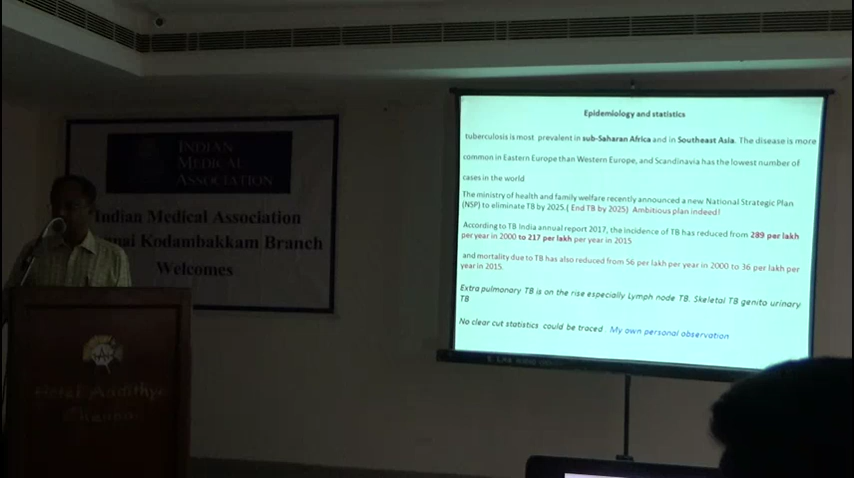 INDIAN
MEDICAL
ASSOCIATION
Indian Medical Association
Kodambakkam Branch
Welcomes
Epidemiology and statistics
tuberculosis is most prevalent in sub-Saharan Africa and in Southeast Asia. The disease is more
common in Eastern Europe than Western Europe, and Scandinavia has the lowest number of
cases in the world
The ministry of health and family welfare recently announced a new National Strategic Plan
(NSP) to eliminate TB by 2025.( End TB by 2025) Ambitious plan indeed!
According to TB India annual report 2017, the incidence of TB has reduced from 289 per lakh
per year in 2000 to 217 per lakh per year in 2015
and mortality due to TB has also reduced from 56 per lakh per year in 2000 to 36 per lakh per
year in 2015.
Extra pulmonary TB is on the rise especially Lymph node TB. Skeletal TB genito urinary
TB
No clear cut statistics could be traced . My own personal observation